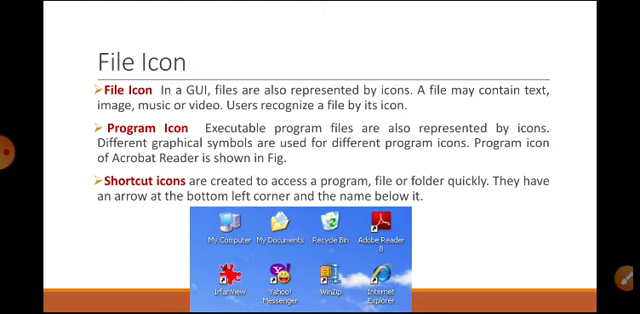 File Icon
➢File Icon In a GUI, files are also represented by icons. A file may contain text,
image, music or video. Users recognize a file by its icon.
➢Program Icon Executable program files are also represented by icons.
Different graphical symbols are used for different program icons. Program icon
of Acrobat Reader is shown in Fig.
➢Shortcut icons are created to access a program, file or folder quickly. They have
an arrow at the bottom left corner and the name below it.
My Computer My Documents Recycle Bin Adobe Reader
8
IrfanView Yahoo! WinZip Internet
Messenger Explorer